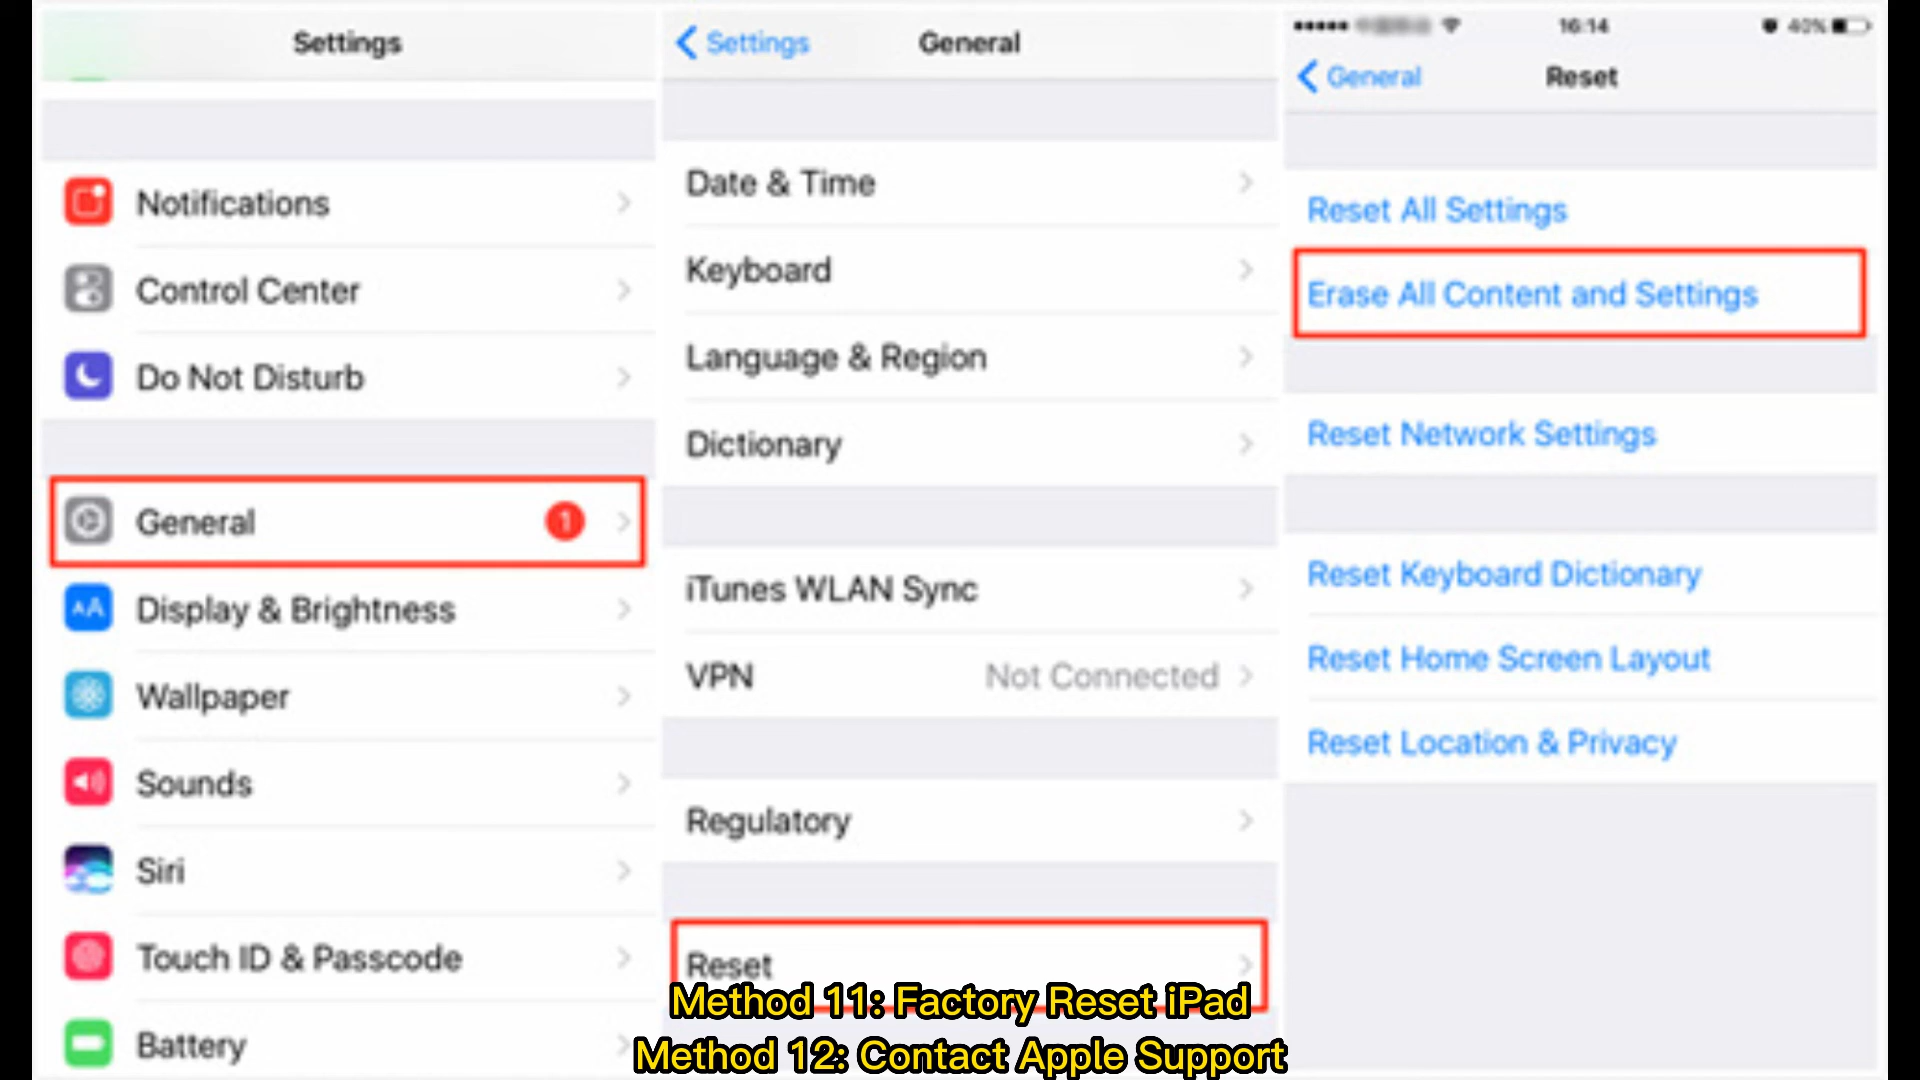 Settings
Notifications
Control Center
Do Not Disturb
General 1
AA Display & Brightness
Wallpaper
Sounds
Siri
Touch ID & Passcode
Battery
Settings General
Date & Time
Keyboard
Language & Region
Dictionary
iTunes WLAN Sync
VPN Not Connected
Regulatory
Reset
16:14 40%
General Reset
Reset All Settings
Erase All Content and Settings
Reset Network Settings
Reset Keyboard Dictionary
Reset Home Screen Layout
Reset Location & Privacy
Method 11: Factory Reset iPad
Method 12: Contact Apple Support